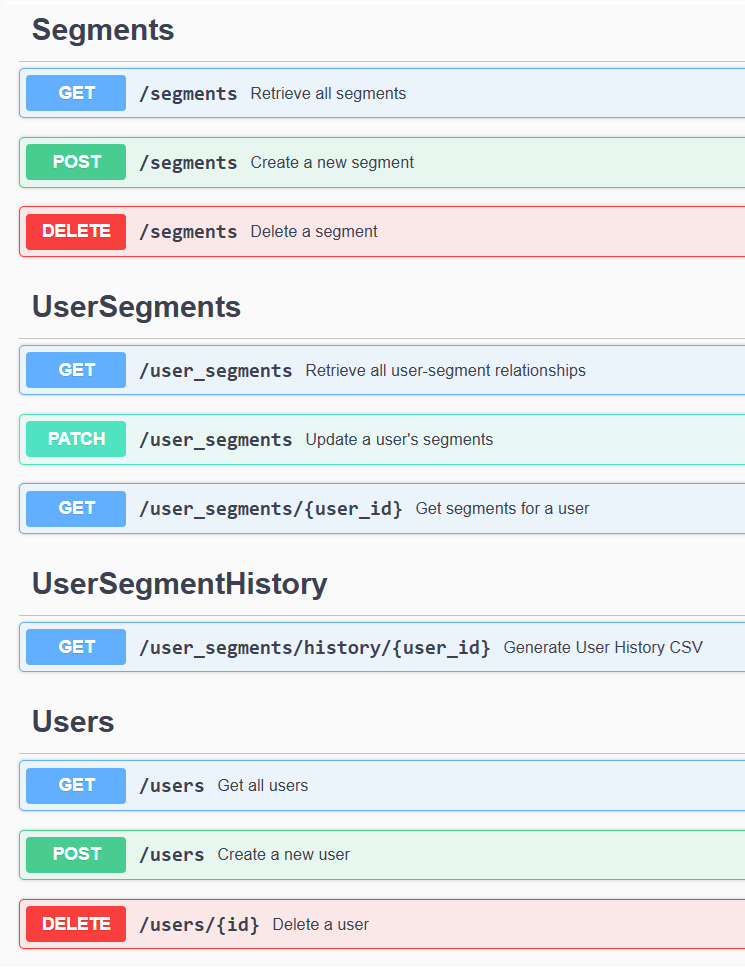 Segments
GET /segments Retrieve all segments
POST /segments Create a new segment
DELETE /segments Delete a segment
UserSegments
GET /user_segments Retrieve all user-segment relationships
PATCH /user_segments Update a user's segments
GET /user_segments/{user_id} Get segments for a user
UserSegmentHistory
GET /user_segments/history/{user_id} Generate User History CSV
Users
GET /users Get all users
POST /users Create a new user
DELETE /users/{id} Delete a user